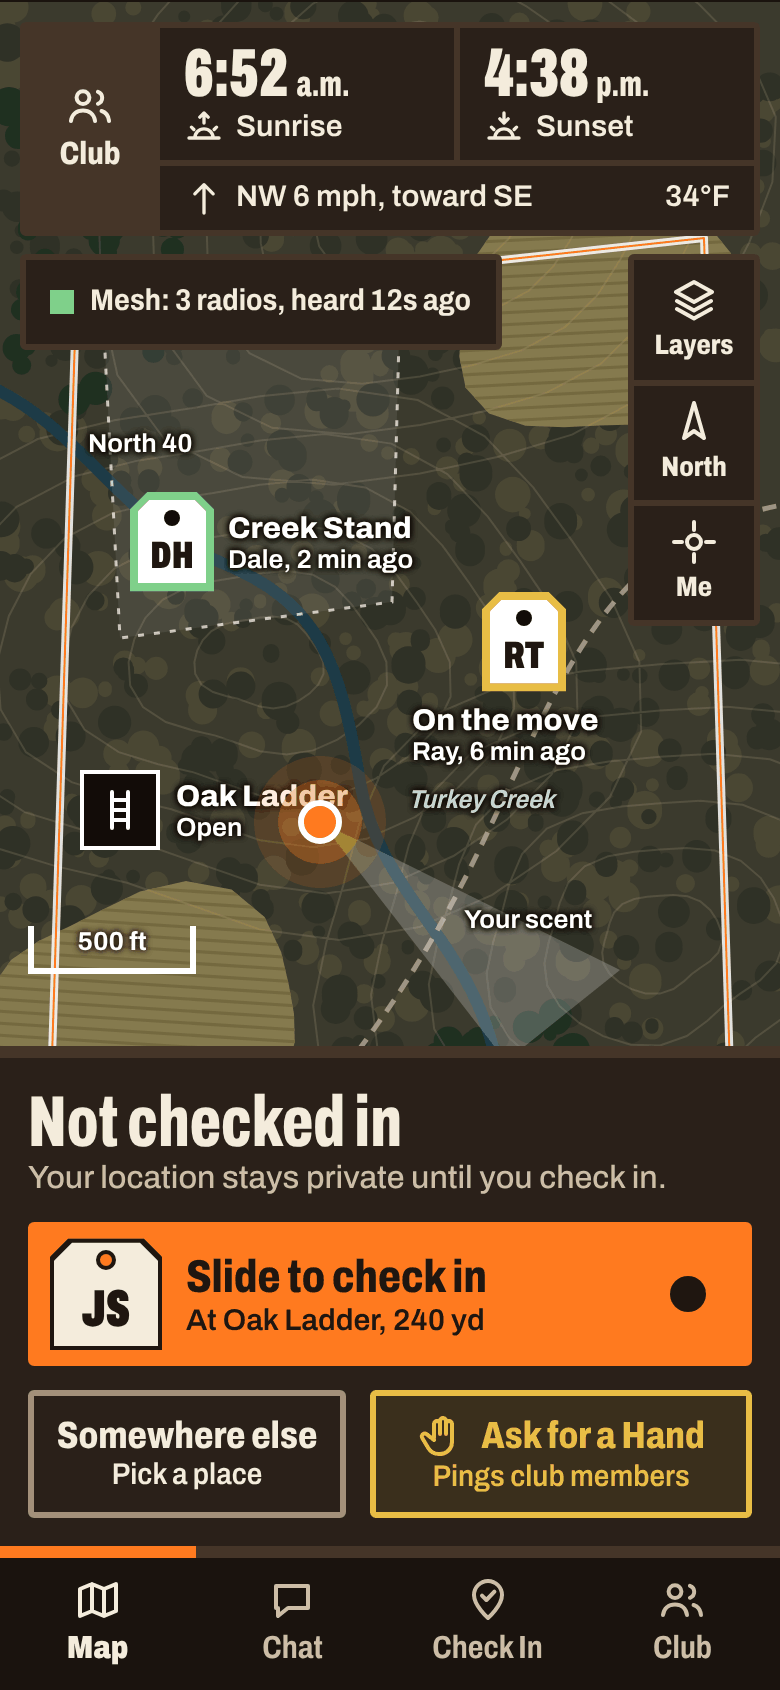 Club
6:52 a.m.
Sunrise
4:38 p.m.
Sunset
NW 6 mph, toward SE
34°F
Mesh: 3 radios, heard 12s ago
Layers
North
Me
North 40
DH
Creek Stand
Dale, 2 min ago
RT
On the move
Ray, 6 min ago
Turkey Creek
Oak Ladder
Open
Your scent
500 ft
Not checked in
Your location stays private until you check in.
JS
Slide to check in
At Oak Ladder, 240 yd
Somewhere else
Pick a place
Ask for a Hand
Pings club members
Map
Chat
Check In
Club